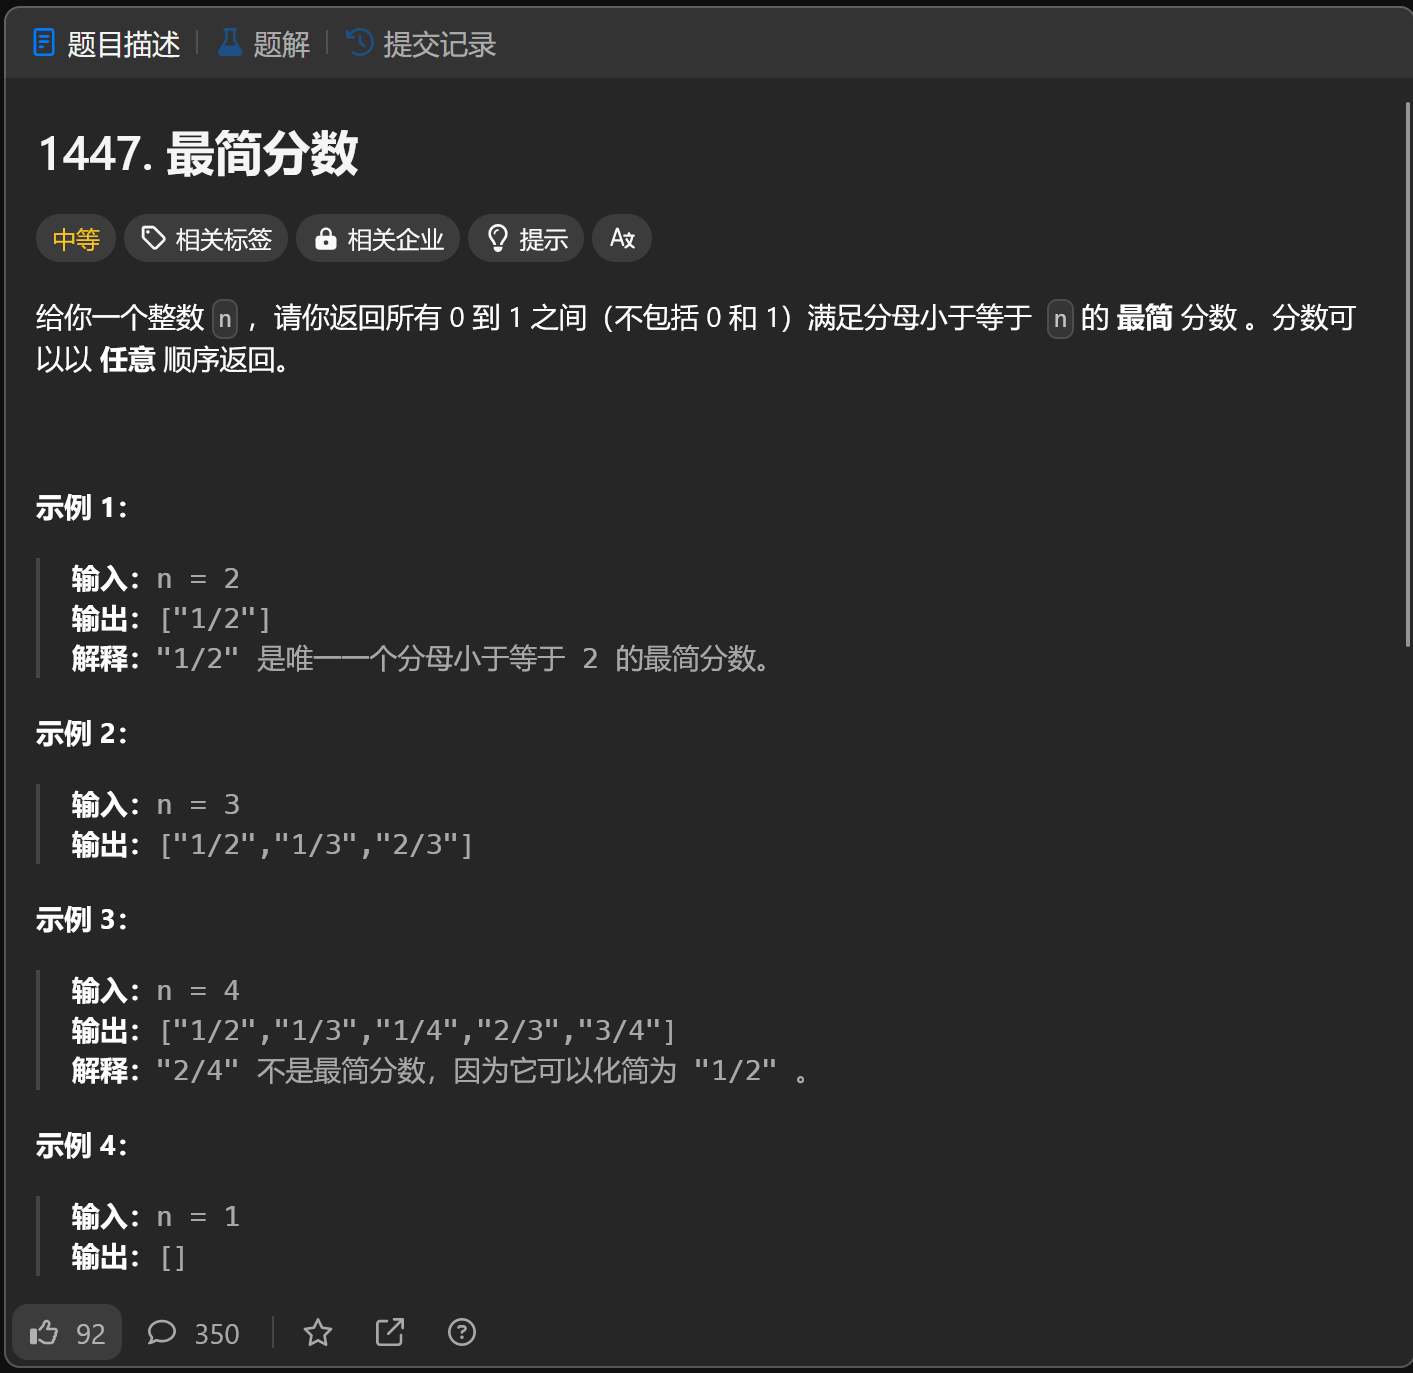 题目描述 | 题解 | 提交记录
1447. 最简分数
中等 相关标签 相关企业 提示 A文
给你一个整数 n ，请你返回所有 0 到 1 之间（不包括 0 和 1）满足分母小于等于 n 的 最简 分数 。分数可
以以 任意 顺序返回。
示例 1：
输入：n = 2
输出：["1/2"]
解释："1/2" 是唯一一个分母小于等于 2 的最简分数。
示例 2：
输入：n = 3
输出：["1/2","1/3","2/3"]
示例 3：
输入：n = 4
输出：["1/2","1/3","1/4","2/3","3/4"]
解释："2/4" 不是最简分数，因为它可以化简为 "1/2" 。
示例 4：
输入：n = 1
输出：[]
92 350